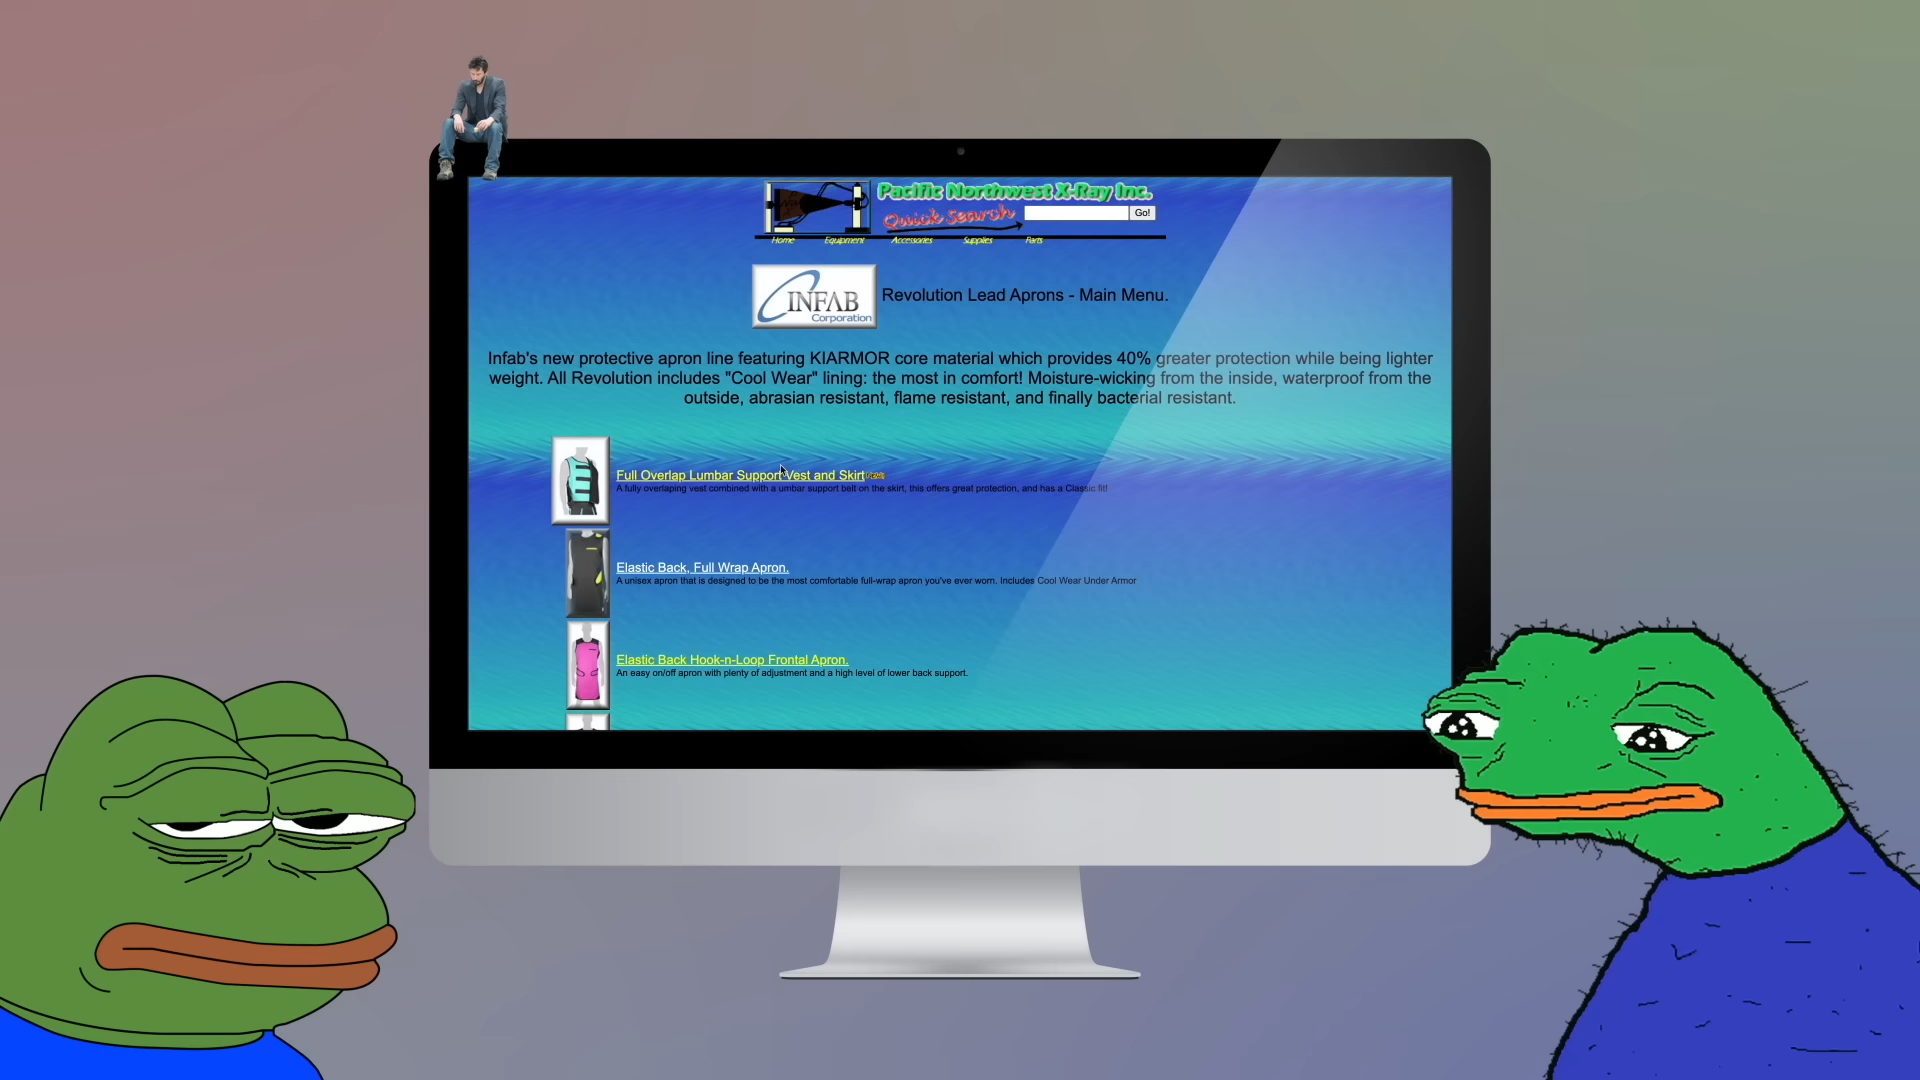 Pacific Northwest X-Ray Inc.
Quick Search Go!
Home Equipment Accessories Supplies Parts
INFAB
Corporation
Revolution Lead Aprons - Main Menu.
Infab's new protective apron line featuring KIARMOR core material which provides 40% greater protection while being lighter
weight. All Revolution includes "Cool Wear" lining: the most in comfort! Moisture-wicking from the inside, waterproof from the
outside, abrasian resistant, flame resistant, and finally bacterial resistant.
Full Overlap Lumbar Support Vest and Skirt
A fully overlaping vest combined with a umbar support belt on the skirt, this offers great protection, and has a Classic fit!
Elastic Back, Full Wrap Apron.
A unisex apron that is designed to be the most comfortable full-wrap apron you've ever worn. Includes Cool Wear Under Armor
Elastic Back Hook-n-Loop Frontal Apron.
An easy on/off apron with plenty of adjustment and a high level of lower back support.